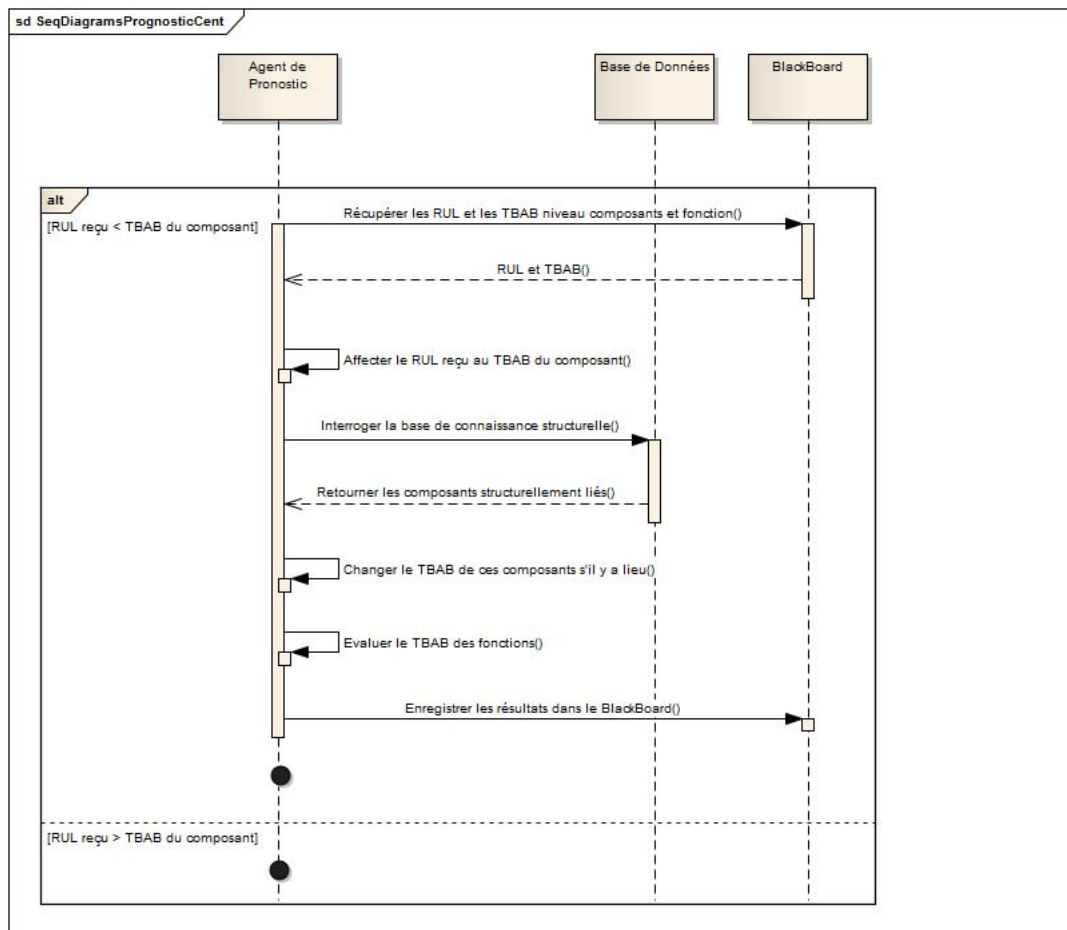 sd SeqDiagramsPrognosticCent
Agent de
Pronostic
Base de Données
BlackBoard
alt
[RUL reçu < TBAB du composant]
Récupérer les RUL et les TBAB niveau composants et fonction()
RUL et TBAB()
Affecter le RUL reçu au TBAB du composant()
Interroger la base de connaissance structurelle()
Retourner les composants structurellement liés()
Changer le TBAB de ces composants s'il y a lieu()
Evaluer le TBAB des fonctions()
Enregistrer les résultats dans le BlackBoard()
[RUL reçu > TBAB du composant]